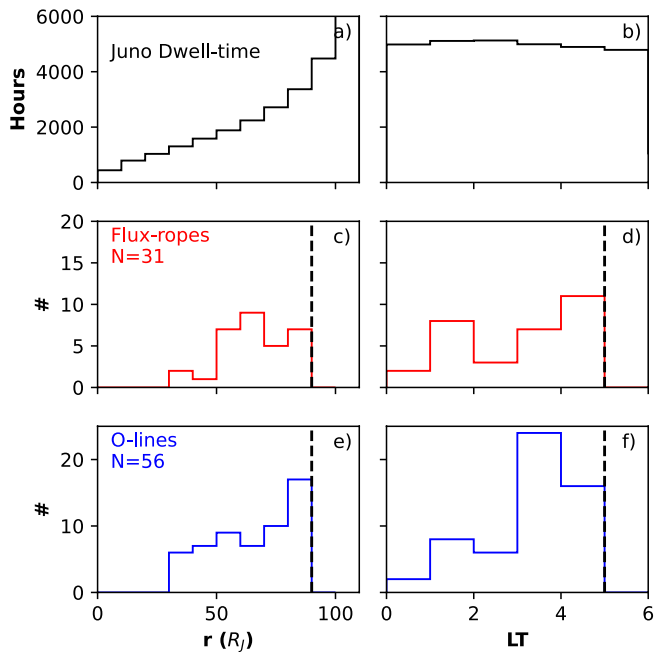 6000
4000
2000
0
Hours
Juno Dwell-time
a)
b)
20
15
10
5
0
#
Flux-ropes
N=31
c)
d)
20
10
0
#
O-lines
N=56
e)
f)
0 50 100
0 2 4 6
r (R_J)
LT